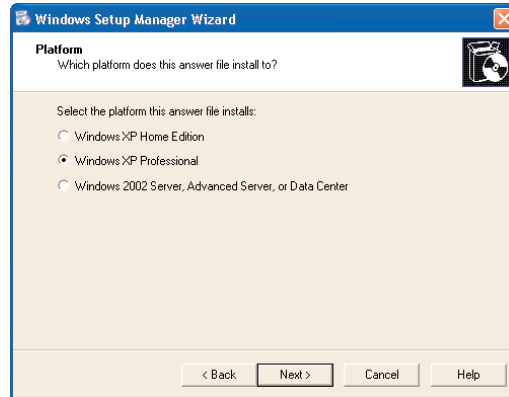 Windows Setup Manager Wizard
Platform
Which platform does this answer file install to?
Select the platform this answer file installs:
Windows XP Home Edition
Windows XP Professional
Windows 2002 Server, Advanced Server, or Data Center
< Back
Next >
Cancel
Help